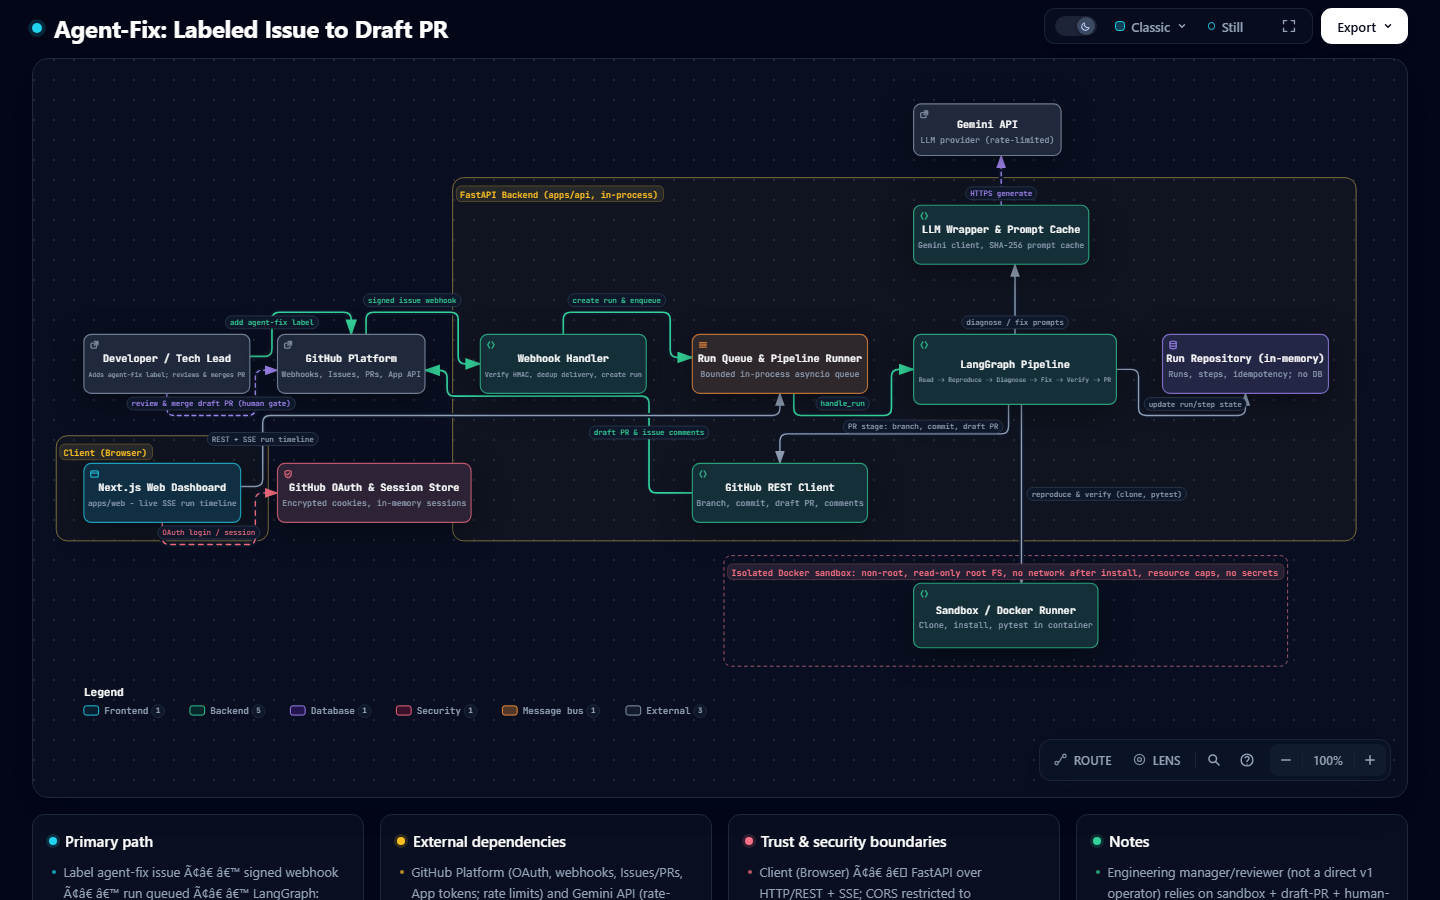 Agent-Fix: Labeled Issue to Draft PR
Classic
Still
Export
Gemini API
LLM provider (rate-limited)
HTTPS generate
FastAPI Backend (apps/api, in-process)
LLM Wrapper & Prompt Cache
Gemini client, SHA-256 prompt cache
signed issue webhook
create run & enqueue
add agent-fix label
diagnose / fix prompts
Developer / Tech Lead
Adds agent-fix label; reviews & merges PR
GitHub Platform
Webhooks, Issues, PRs, App API
Webhook Handler
Verify HMAC, dedup delivery, create run
Run Queue & Pipeline Runner
Bounded in-process asyncio queue
LangGraph Pipeline
Read → Reproduce → Diagnose → Fix → Verify → PR
Run Repository (in-memory)
Runs, steps, idempotency; no DB
review & merge draft PR (human gate)
handle_run
update run/step state
REST + SSE run timeline
draft PR & issue comments
PR stage: branch, commit, draft PR
Client (Browser)
Next.js Web Dashboard
apps/web - live SSE run timeline
GitHub OAuth & Session Store
Encrypted cookies, in-memory sessions
GitHub REST Client
Branch, commit, draft PR, comments
reproduce & verify (clone, pytest)
OAuth login / session
Isolated Docker sandbox: non-root, read-only root FS, no network after install, resource caps, no secrets
Sandbox / Docker Runner
Clone, install, pytest in container
Legend
Frontend 1
Backend 5
Database 1
Security 1
Message bus 1
External 3
ROUTE
LENS
100%
Primary path
Label agent-fix issue Ã¢â€ â€™ signed webhook
Ã¢â€ â€™ run queued Ã¢â€ â€™ LangGraph:
External dependencies
GitHub Platform (OAuth, webhooks, Issues/PRs,
App tokens; rate limits) and Gemini API (rate-
Trust & security boundaries
Client (Browser) Ã¢â€ â€ FastAPI over
HTTP/REST + SSE; CORS restricted to
Notes
Engineering manager/reviewer (not a direct v1
operator) relies on sandbox + draft-PR + human-